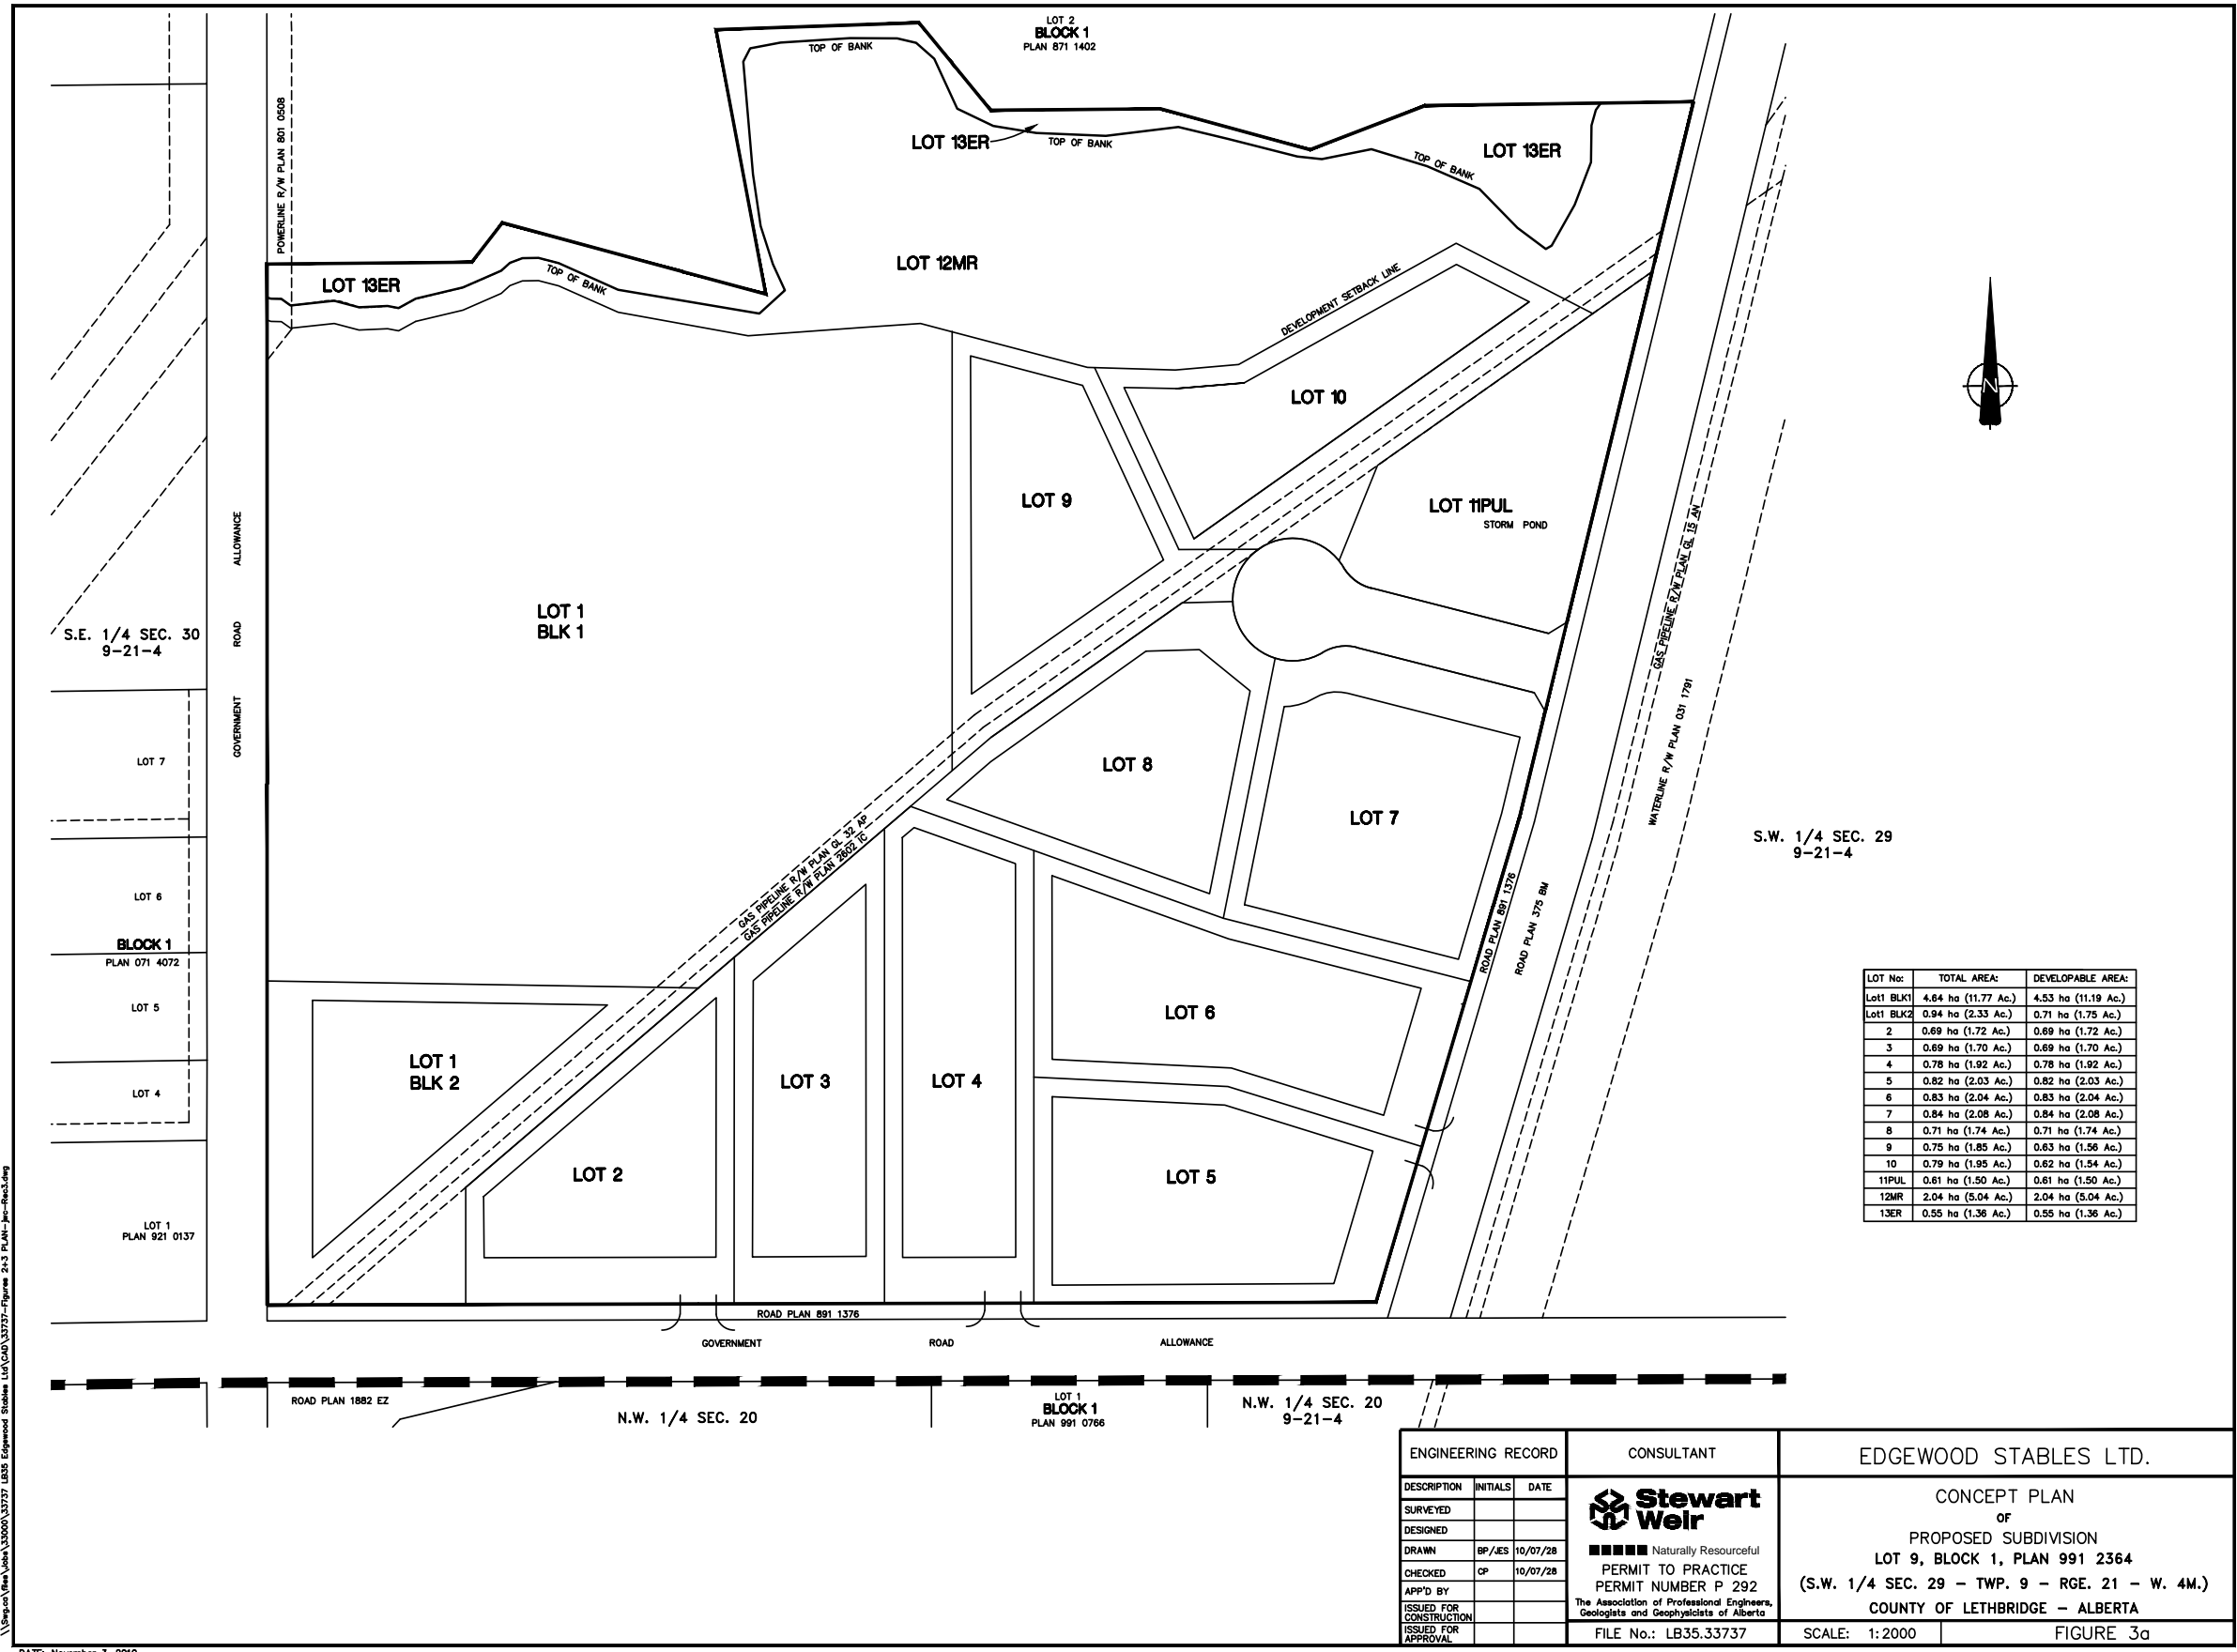 LOT 2
BLOCK 1
PLAN 871 1402
TOP OF BANK
POWERLINE R/W PLAN 801 0508
LOT 13ER
TOP OF BANK
LOT 13ER
TOP OF BANK
LOT 12MR
LOT 13ER
TOP OF BANK
DEVELOPMENT SETBACK LINE
N
LOT 10
LOT 9
LOT 11PUL
STORM POND
GOVERNMENT ROAD ALLOWANCE
GAS PIPELINE R/W PLAN GL 15 AN
LOT 1
BLK 1
S.E. 1/4 SEC. 30
9-21-4
WATERLINE R/W PLAN 031 1791
LOT 7
LOT 8
LOT 7
S.W. 1/4 SEC. 29
9-21-4
GAS PIPELINE R/W PLAN GL 32 AP
GAS PIPELINE R/W PLAN 2602 IC
LOT 6
BLOCK 1
PLAN 071 4072
LOT 5
LOT 4
ROAD PLAN 891 1376
ROAD PLAN 375 BM
LOT 6
LOT 1
BLK 2
LOT 3
LOT 4
LOT 2
LOT 5
LOT 1
PLAN 921 0137
LOT No: TOTAL AREA: DEVELOPABLE AREA:
Lot1 BLK1 4.64 ha (11.77 Ac.) 4.53 ha (11.19 Ac.)
Lot1 BLK2 0.94 ha (2.33 Ac.) 0.71 ha (1.75 Ac.)
2 0.69 ha (1.72 Ac.) 0.69 ha (1.72 Ac.)
3 0.69 ha (1.70 Ac.) 0.69 ha (1.70 Ac.)
4 0.78 ha (1.92 Ac.) 0.78 ha (1.92 Ac.)
5 0.82 ha (2.03 Ac.) 0.82 ha (2.03 Ac.)
6 0.83 ha (2.04 Ac.) 0.83 ha (2.04 Ac.)
7 0.84 ha (2.08 Ac.) 0.84 ha (2.08 Ac.)
8 0.71 ha (1.74 Ac.) 0.71 ha (1.74 Ac.)
9 0.75 ha (1.85 Ac.) 0.63 ha (1.56 Ac.)
10 0.79 ha (1.95 Ac.) 0.62 ha (1.54 Ac.)
11PUL 0.61 ha (1.50 Ac.) 0.61 ha (1.50 Ac.)
12MR 2.04 ha (5.04 Ac.) 2.04 ha (5.04 Ac.)
13ER 0.55 ha (1.36 Ac.) 0.55 ha (1.36 Ac.)
ROAD PLAN 891 1376
GOVERNMENT ROAD ALLOWANCE
ROAD PLAN 1882 EZ
N.W. 1/4 SEC. 20
LOT 1
BLOCK 1
PLAN 991 0766
N.W. 1/4 SEC. 20
9-21-4
ENGINEERING RECORD
DESCRIPTION INITIALS DATE
SURVEYED
DESIGNED
DRAWN BP/JES 10/07/28
CHECKED CP 10/07/28
APP'D BY
ISSUED FOR
CONSTRUCTION
ISSUED FOR
APPROVAL
CONSULTANT
Stewart
Weir
Naturally Resourceful
PERMIT TO PRACTICE
PERMIT NUMBER P 292
The Association of Professional Engineers,
Geologists and Geophysicists of Alberta
FILE No.: LB35.33737
EDGEWOOD STABLES LTD.
CONCEPT PLAN
OF
PROPOSED SUBDIVISION
LOT 9, BLOCK 1, PLAN 991 2364
(S.W. 1/4 SEC. 29 - TWP. 9 - RGE. 21 - W. 4M.)
COUNTY OF LETHBRIDGE - ALBERTA
SCALE: 1:2000
FIGURE 3a